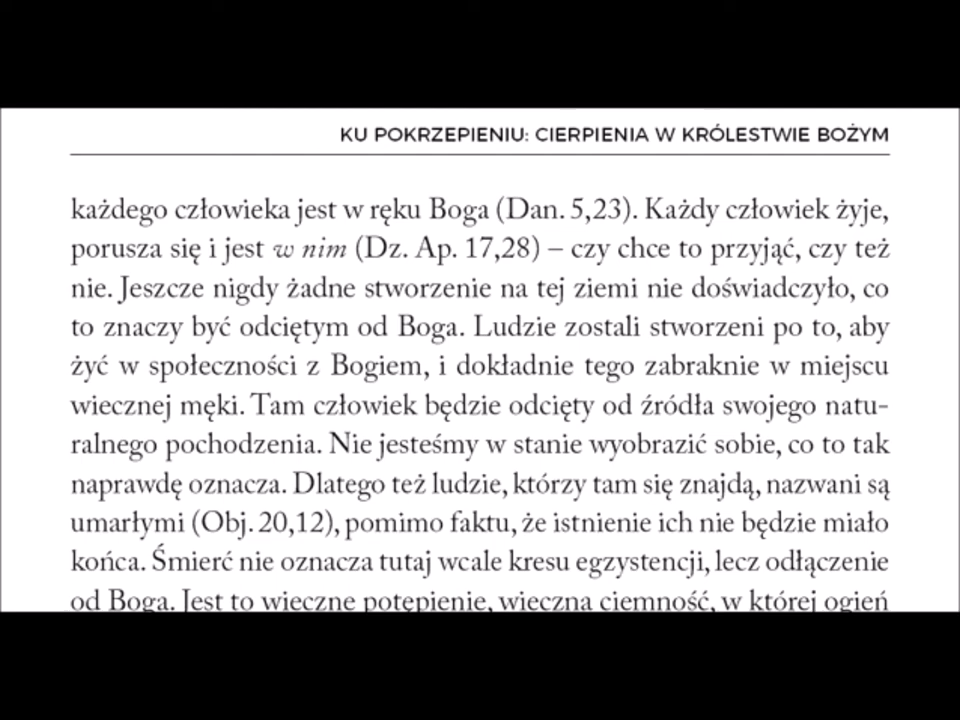 KU POKRZEPIENIU: CIERPIENIA W KRÓLESTWIE BOŻYM
każdego człowieka jest w ręku Boga (Dan. 5,23). Każdy człowiek żyje,
porusza się i jest w nim (Dz. Ap. 17,28) – czy chce to przyjąć, czy też
nie. Jeszcze nigdy żadne stworzenie na tej ziemi nie doświadczyło, co
to znaczy być odciętym od Boga. Ludzie zostali stworzeni po to, aby
żyć w społeczności z Bogiem, i dokładnie tego zabraknie w miejscu
wiecznej męki. Tam człowiek będzie odcięty od źródła swojego natu-
ralnego pochodzenia. Nie jesteśmy w stanie wyobrazić sobie, co to tak
naprawdę oznacza. Dlatego też ludzie, którzy tam się znajdą, nazwani są
umarłymi (Obj. 20,12), pomimo faktu, że istnienie ich nie będzie miało
końca. Śmierć nie oznacza tutaj wcale kresu egzystencji, lecz odłączenie
od Boga. Jest to wieczne potępienie, wieczna ciemność, w której ogień